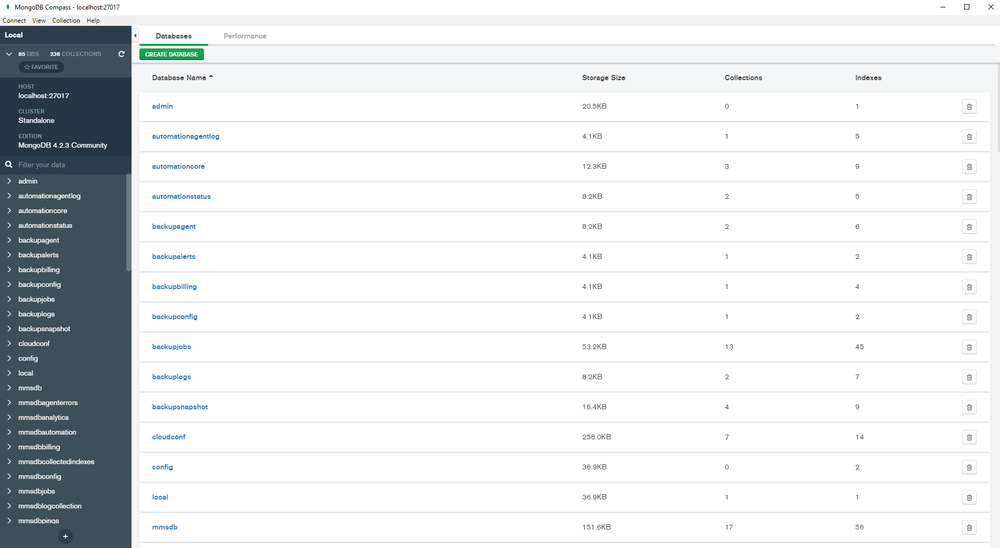 MongoDB Compass - localhost:27017
Connect View Collection Help
Local
85 DBS 236 COLLECTIONS
FAVORITE
HOST
localhost:27017
CLUSTER
Standalone
EDITION
MongoDB 4.2.3 Community
Filter your data
admin
automationagentlog
automationcore
automationstatus
backupagent
backupalerts
backupbilling
backupconfig
backupjobs
backuplogs
backupsnapshot
cloudconf
config
local
mmsdb
mmsdbagenterrors
mmsdbanalytics
mmsdbautomation
mmsdbbilling
mmsdbcollectedindexes
mmsdbconfig
mmsdbjobs
mmsdblogcollection
mmsdbpings
Databases Performance
CREATE DATABASE
Database Name Storage Size Collections Indexes
admin 20.5KB 0 1
automationagentlog 4.1KB 1 5
automationcore 12.3KB 3 9
automationstatus 8.2KB 2 5
backupagent 8.2KB 2 6
backupalerts 4.1KB 1 2
backupbilling 4.1KB 1 4
backupconfig 4.1KB 1 2
backupjobs 53.2KB 13 45
backuplogs 8.2KB 2 7
backupsnapshot 16.4KB 4 9
cloudconf 258.0KB 7 14
config 36.9KB 0 2
local 36.9KB 1 1
mmsdb 151.6KB 17 56